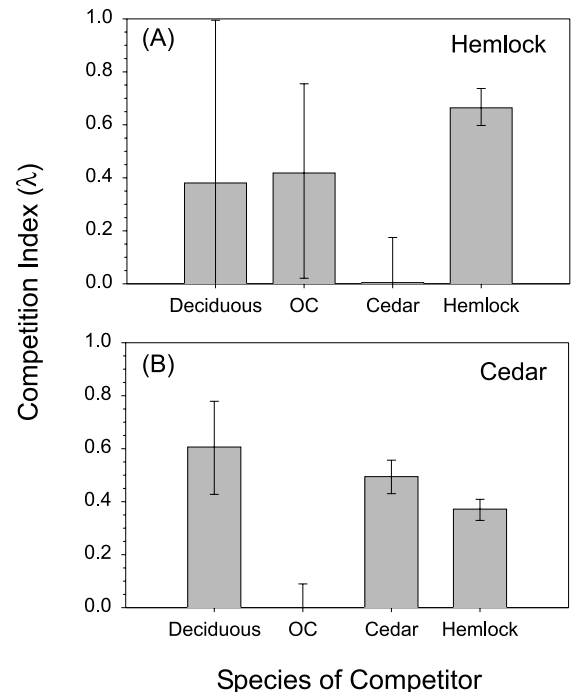 Competition Index (λ)
(A)
Hemlock
1.0
0.8
0.6
0.4
0.2
0.0
Deciduous OC Cedar Hemlock
(B)
Cedar
1.0
0.8
0.6
0.4
0.2
0.0
Deciduous OC Cedar Hemlock
Species of Competitor